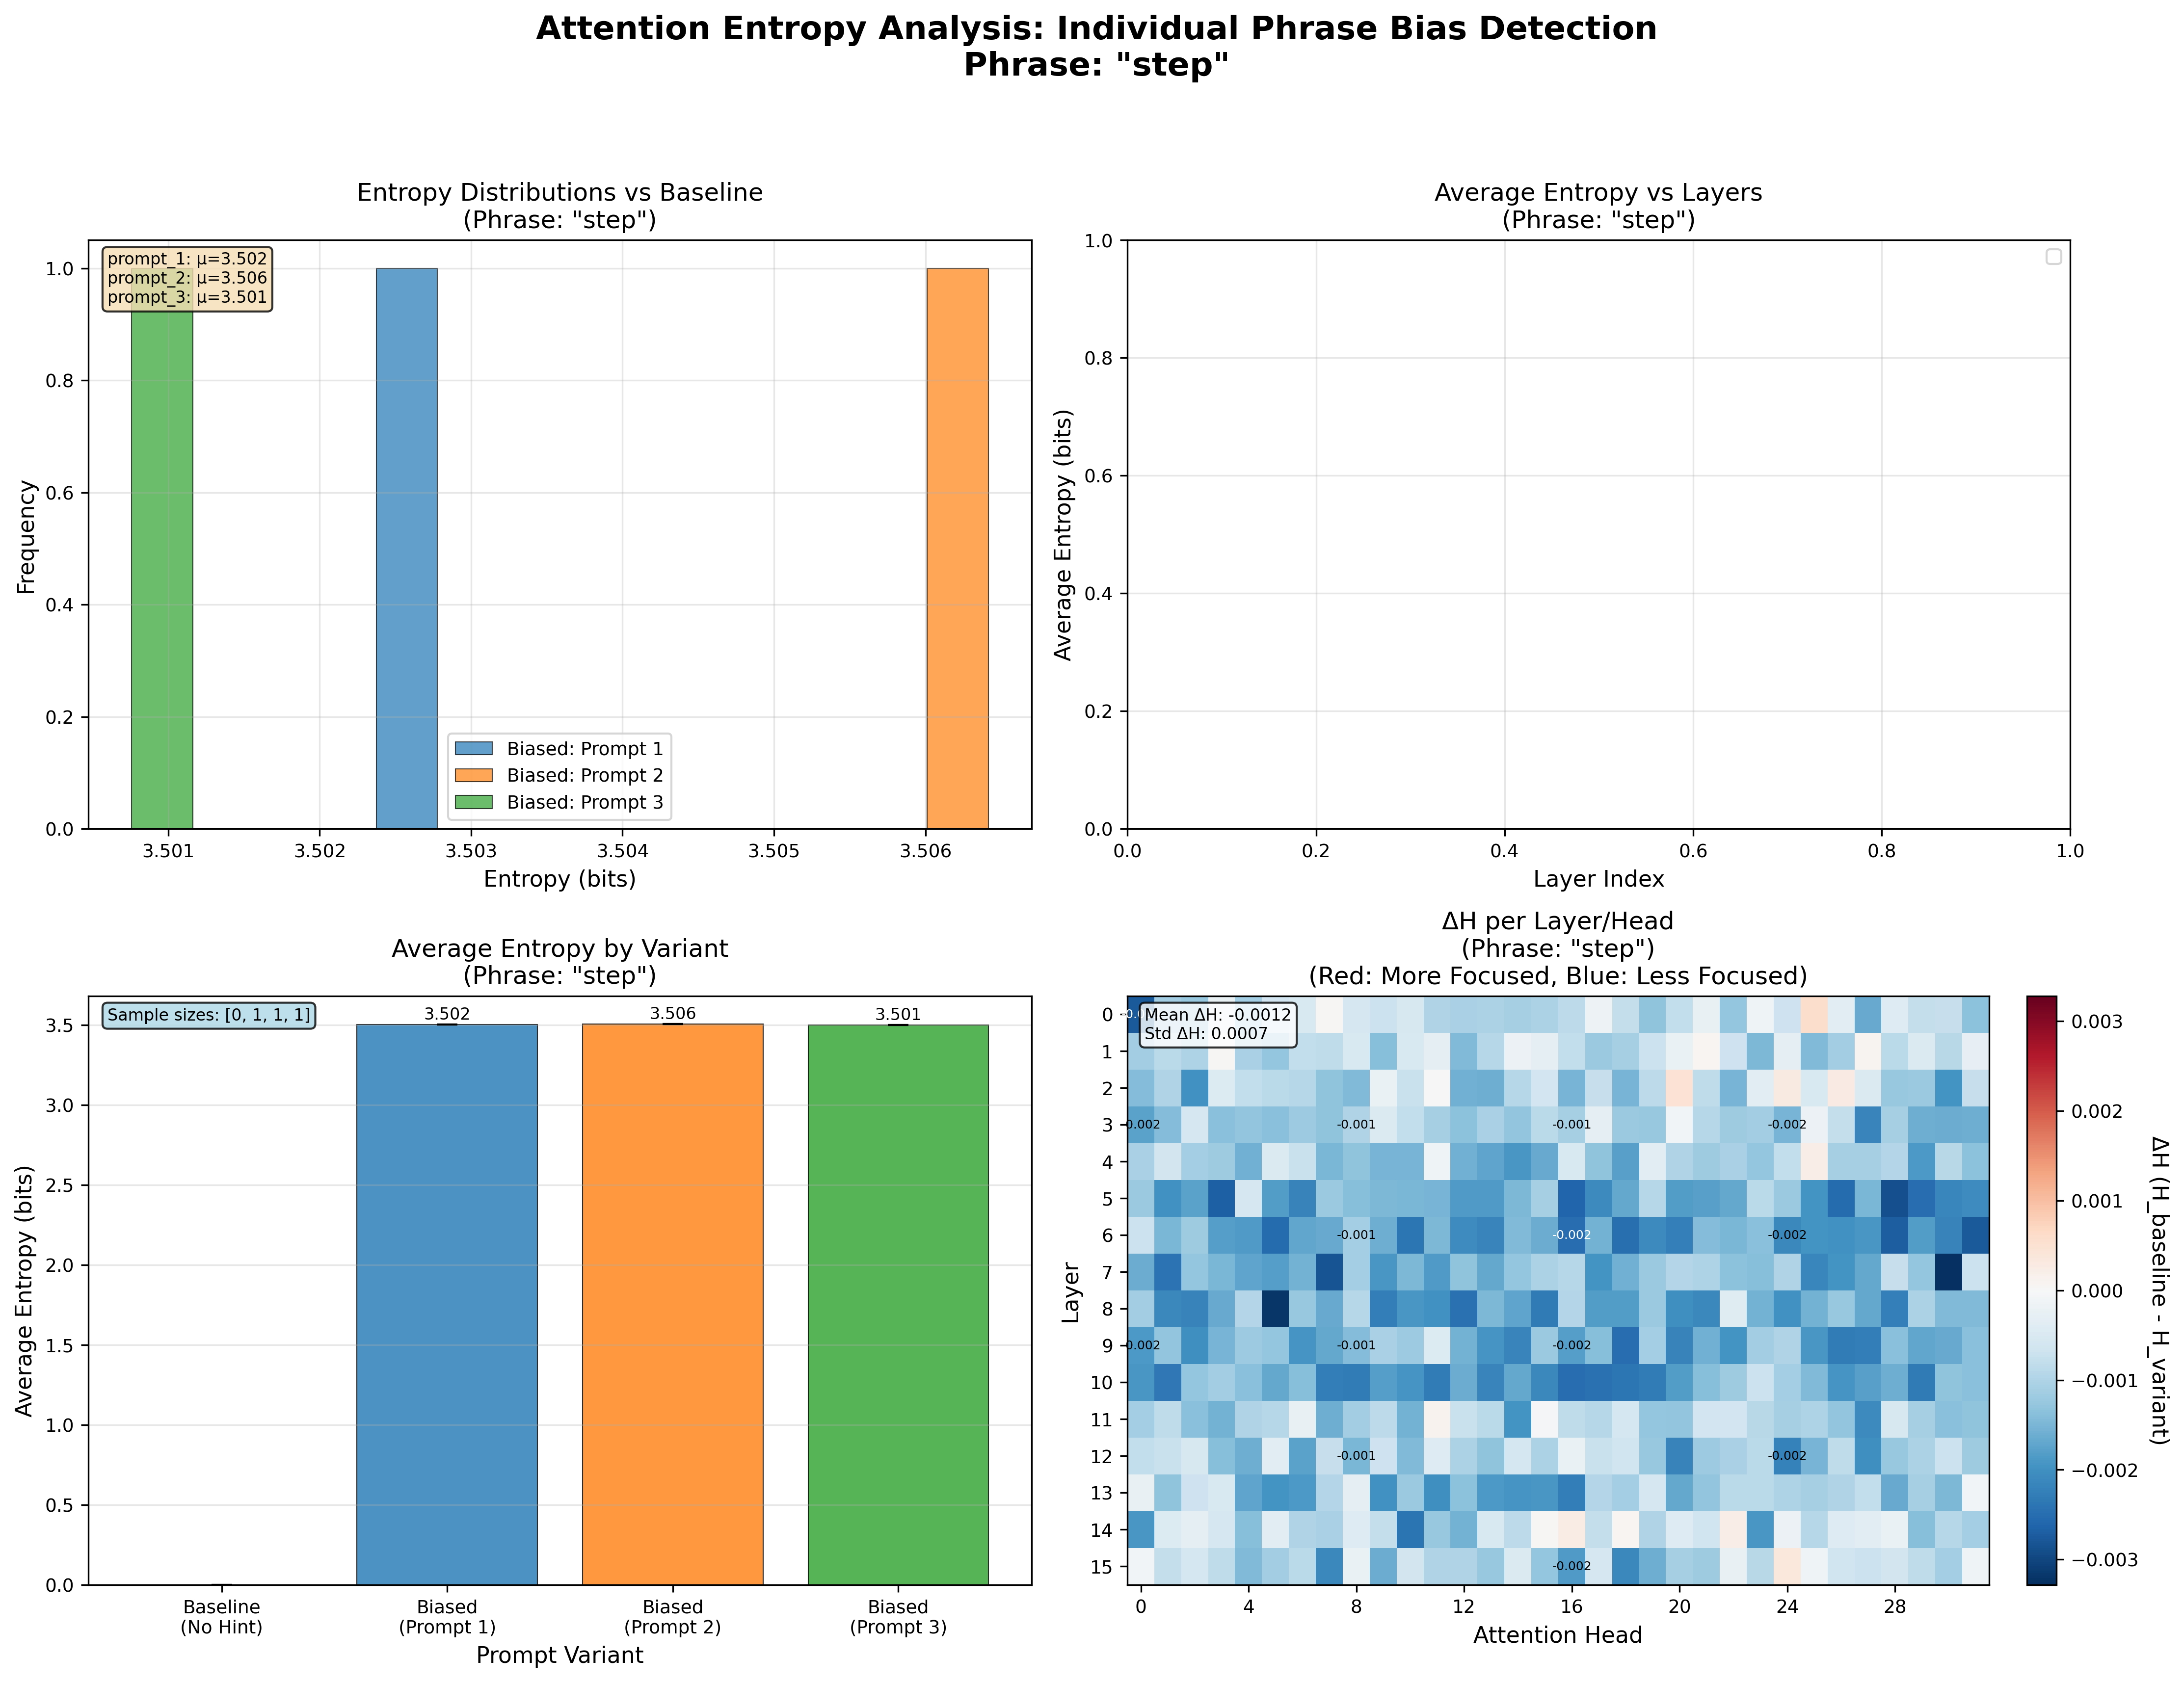 Attention Entropy Analysis: Individual Phrase Bias Detection
Phrase: "step"
Entropy Distributions vs Baseline
(Phrase: "step")
prompt_1: μ=3.502
prompt_2: μ=3.506
prompt_3: μ=3.501
1.0
0.8
0.6
0.4
0.2
0.0
Frequency
Biased: Prompt 1
Biased: Prompt 2
Biased: Prompt 3
3.501 3.502 3.503 3.504 3.505 3.506
Entropy (bits)
Average Entropy vs Layers
(Phrase: "step")
1.0
0.8
0.6
0.4
0.2
0.0
Average Entropy (bits)
0.0 0.2 0.4 0.6 0.8 1.0
Layer Index
Average Entropy by Variant
(Phrase: "step")
Sample sizes: [0, 1, 1, 1]
3.502 3.506 3.501
3.5
3.0
2.5
2.0
1.5
1.0
0.5
0.0
Average Entropy (bits)
Baseline
(No Hint)
Biased
(Prompt 1)
Biased
(Prompt 2)
Biased
(Prompt 3)
Prompt Variant
ΔH per Layer/Head
(Phrase: "step")
(Red: More Focused, Blue: Less Focused)
Mean ΔH: -0.0012
Std ΔH: 0.0007
0
1
2
3 0.002 -0.001 -0.001 -0.002
4
5
6 -0.001 -0.002 -0.002
7
8
9 0.002 -0.001 -0.002
10
11
12 -0.001 -0.002
13
14
15 -0.002
Layer
0 4 8 12 16 20 24 28
Attention Head
0.003
0.002
0.001
0.000
−0.001
−0.002
−0.003
ΔH (H_baseline - H_variant)